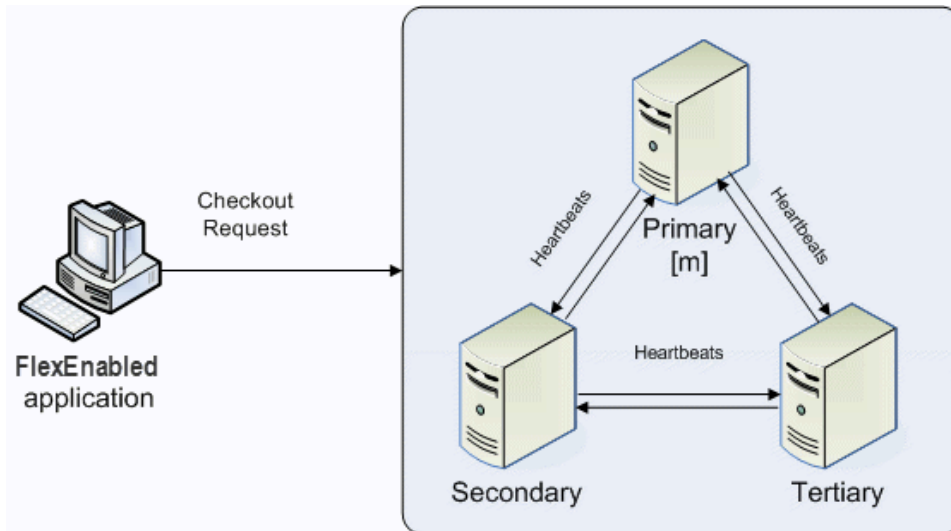 Checkout
Request
FlexEnabled
application
Heartbeats
Primary
[m]
Heartbeats
Heartbeats
Secondary
Tertiary